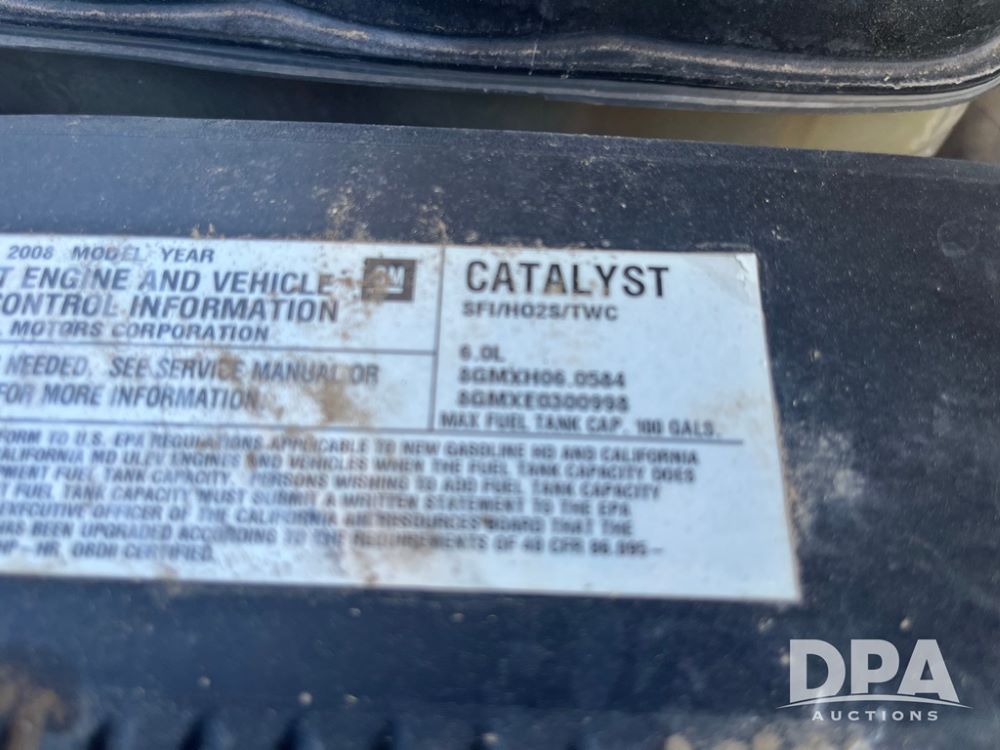 2008 MODEL YEAR
T ENGINE AND VEHICLE
CONTROL INFORMATION
L MOTORS CORPORATION
GM
NEEDED. SEE SERVICE MANUAL OR
FOR MORE INFORMATION
CATALYST
SFI/HO2S/TWC
6.0L
8GMXH06.0584
8GMXE0300998
MAX FUEL TANK CAP. 100 GALS.
FORM TO U.S. EPA REGULATIONS APPLICABLE TO NEW GASOLINE HD AND CALIFORNIA
CALIFORNIA MD ULEV ENGINES AND VEHICLES WHEN THE FUEL TANK CAPACITY DOES
FUEL TANK CAPACITY. PERSONS WISHING TO ADD FUEL TANK CAPACITY
FUEL TANK CAPACITY MUST SUBMIT A WRITTEN STATEMENT TO THE EPA
EXECUTIVE OFFICER OF THE CALIFORNIA AIR RESOURCES BOARD THAT THE
HAS BEEN UPGRADED ACCORDING TO THE REQUIREMENTS OF 40 CFR 86.095-
HP-HR. OBDII CERTIFIED.
DPA
AUCTIONS